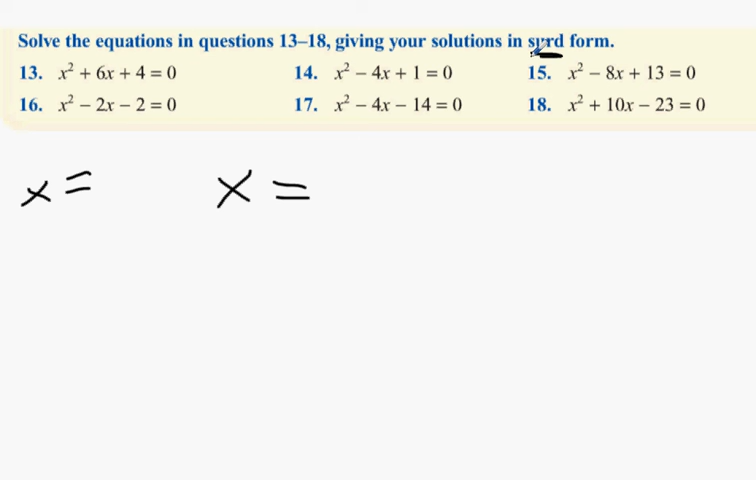 Solve the equations in questions 13–18, giving your solutions in surd form.
13. x² + 6x + 4 = 0 14. x² − 4x + 1 = 0 15. x² − 8x + 13 = 0
16. x² − 2x − 2 = 0 17. x² − 4x − 14 = 0 18. x² + 10x − 23 = 0
x = x =